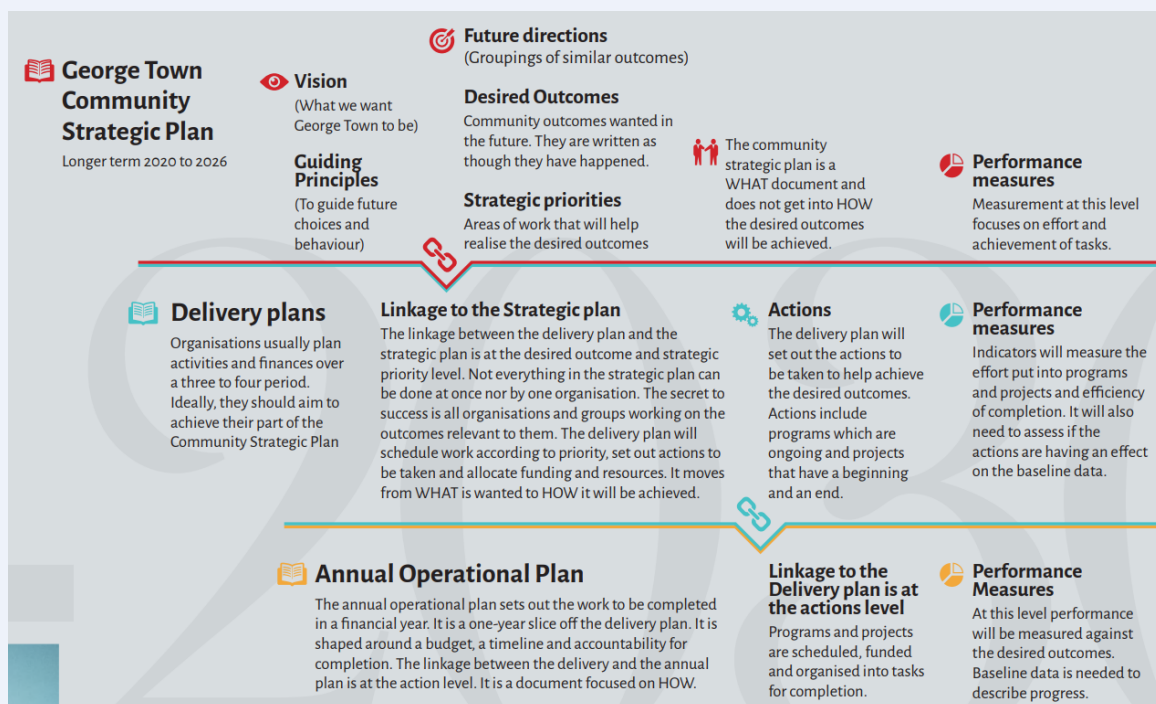 George Town
Community
Strategic Plan
Longer term 2020 to 2026
Vision
(What we want
George Town to be)
Guiding
Principles
(To guide future
choices and
behaviour)
Future directions
(Groupings of similar outcomes)
Desired Outcomes
Community outcomes wanted in
the future. They are written as
though they have happened.
Strategic priorities
Areas of work that will help
realise the desired outcomes
The community
strategic plan is a
WHAT document and
does not get into HOW
the desired outcomes
will be achieved.
Performance
measures
Measurement at this level
focuses on effort and
achievement of tasks.
Delivery plans
Organisations usually plan
activities and finances over
a three to four period.
Ideally, they should aim to
achieve their part of the
Community Strategic Plan
Linkage to the Strategic plan
The linkage between the delivery plan and the
strategic plan is at the desired outcome and strategic
priority level. Not everything in the strategic plan can
be done at once nor by one organisation. The secret to
success is all organisations and groups working on the
outcomes relevant to them. The delivery plan will
schedule work according to priority, set out actions to
be taken and allocate funding and resources. It moves
from WHAT is wanted to HOW it will be achieved.
Actions
The delivery plan will
set out the actions to
be taken to help achieve
the desired outcomes.
Actions include
programs which are
ongoing and projects
that have a beginning
and an end.
Performance
measures
Indicators will measure the
effort put into programs
and projects and efficiency
of completion. It will also
need to assess if the
actions are having an effect
on the baseline data.
Annual Operational Plan
The annual operational plan sets out the work to be completed
in a financial year. It is a one-year slice off the delivery plan. It is
shaped around a budget, a timeline and accountability for
completion. The linkage between the delivery and the annual
plan is at the action level. It is a document focused on HOW.
Linkage to the
Delivery plan is at
the actions level
Programs and projects
are scheduled, funded
and organised into tasks
for completion.
Performance
Measures
At this level performance
will be measured against
the desired outcomes.
Baseline data is needed to
describe progress.